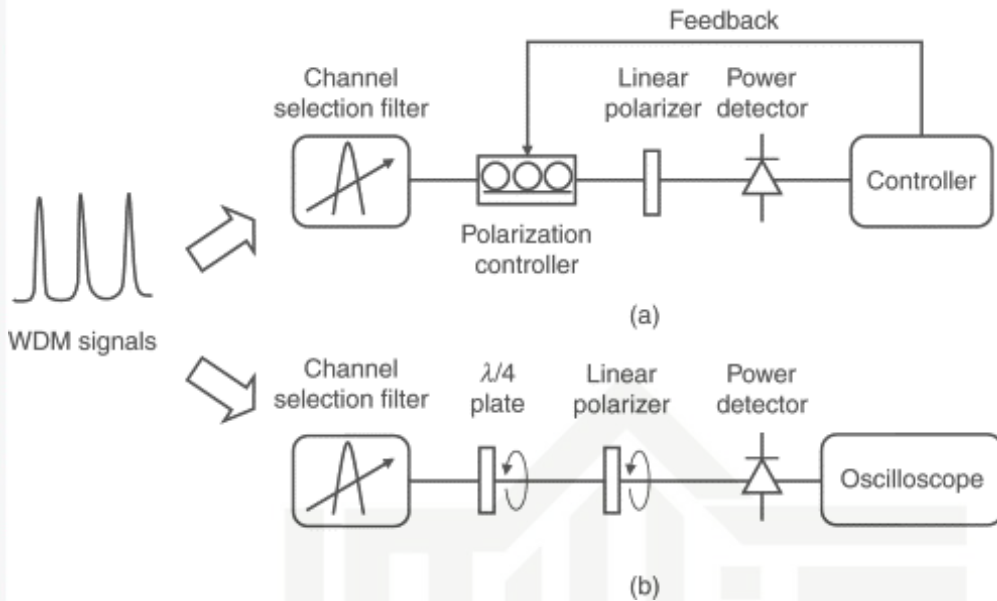 Feedback
Channel
selection filter
Linear
polarizer
Power
detector
Controller
Polarization
controller
(a)
WDM signals
Channel
selection filter
λ/4
plate
Linear
polarizer
Power
detector
Oscilloscope
(b)